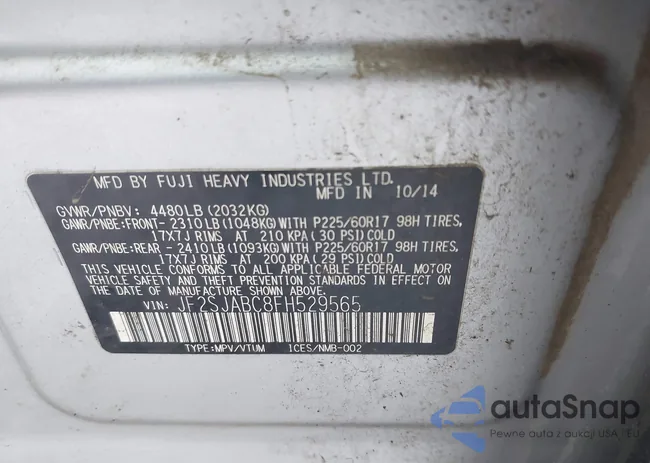 MFD BY FUJI HEAVY INDUSTRIES LTD.
MFD IN 10/14
GVWR/PNBV: 4480LB(2032KG)
GAWR/PNBE:FRONT-2310LB(1048KG)WITH P225/60R17 98H TIRES,
17X7J RIMS AT 210 KPA(30 PSI)COLD
GAWR/PNBE:REAR -2410LB(1093KG)WITH P225/60R17 98H TIRES,
17X7J RIMS AT 200 KPA(29 PSI)COLD
THIS VEHICLE CONFORMS TO ALL APPLICABLE FEDERAL MOTOR
VEHICLE SAFETY STANDARDS IN EFFECT ON
THE DATE OF MANUFACTURE SHOWN ABOVE.
VIN: JF2SJABC8FH529565
TYPE:MPV/VTUM ICES/NMB-002
autaSnap
Pewne auta z aukcji USA i EU